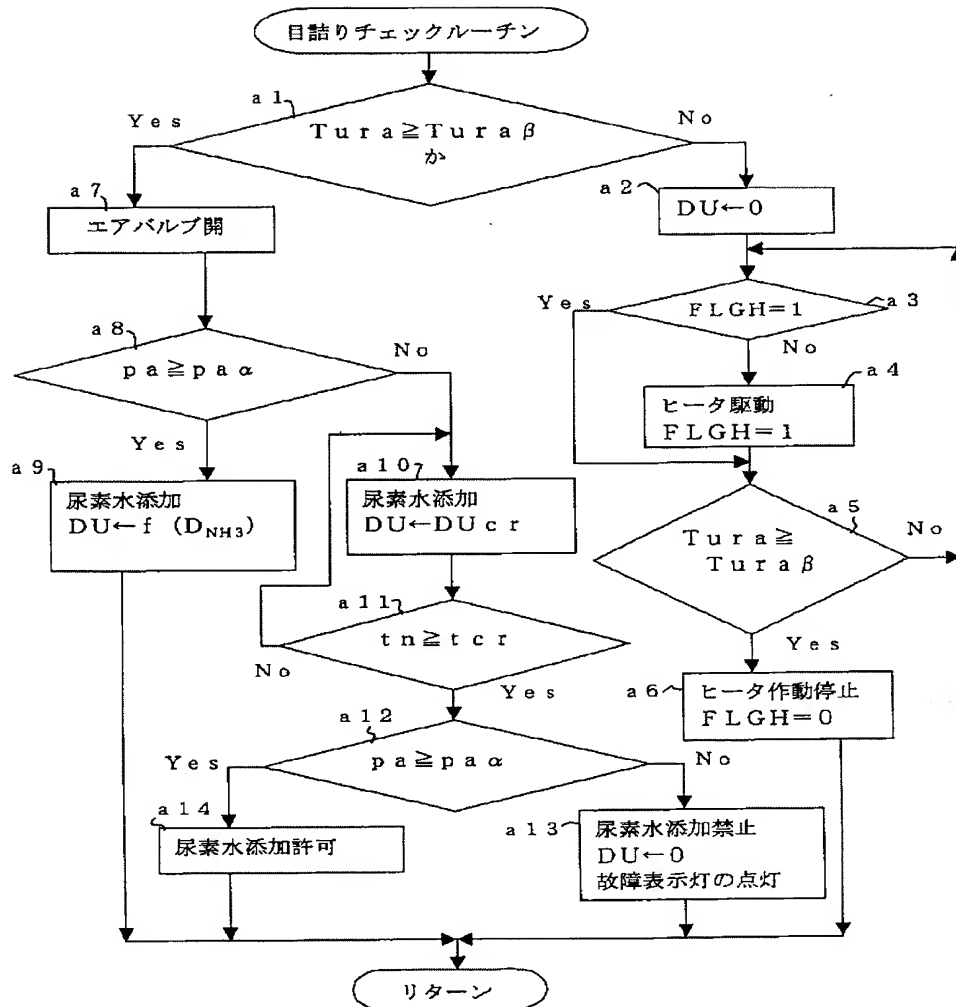 目詰りチェックルーチン
a1
Yes
No
Tura≧Turaβ
か
a7
エアバルブ開
a2
DU←0
a8
pa≧paα
No
Yes
Yes
FLGH=1
a3
No
a4
ヒータ駆動
FLGH=1
a9
尿素水添加
DU←f (D_NH3)
a10
尿素水添加
DU←DUcr
a5
Tura≧
Turaβ
No
Yes
a11
tn≧tcr
No
Yes
a6
ヒータ作動停止
FLGH=0
a12
pa≧paα
Yes
No
a14
尿素水添加許可
a13
尿素水添加禁止
DU←0
故障表示灯の点灯
リターン